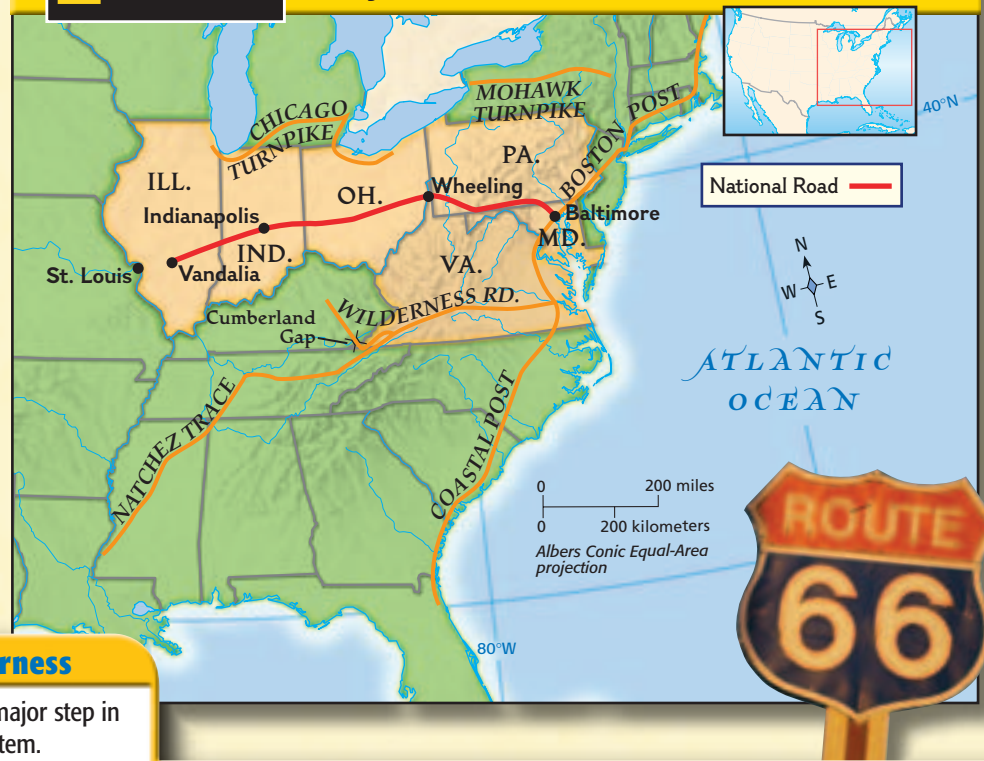 CHICAGO
TURNPIKE
MOHAWK
TURNPIKE
BOSTON POST
40°N
PA.
ILL.
OH.
Wheeling
National Road
Indianapolis
Baltimore
MD.
IND.
VA.
St. Louis
Vandalia
N
W E
S
WILDERNESS RD.
Cumberland
Gap
ATLANTIC
OCEAN
NATCHEZ TRACE
COASTAL POST
0 200 miles
0 200 kilometers
Albers Conic Equal-Area
projection
ROUTE
66
80°W
rness
major step in
tem.